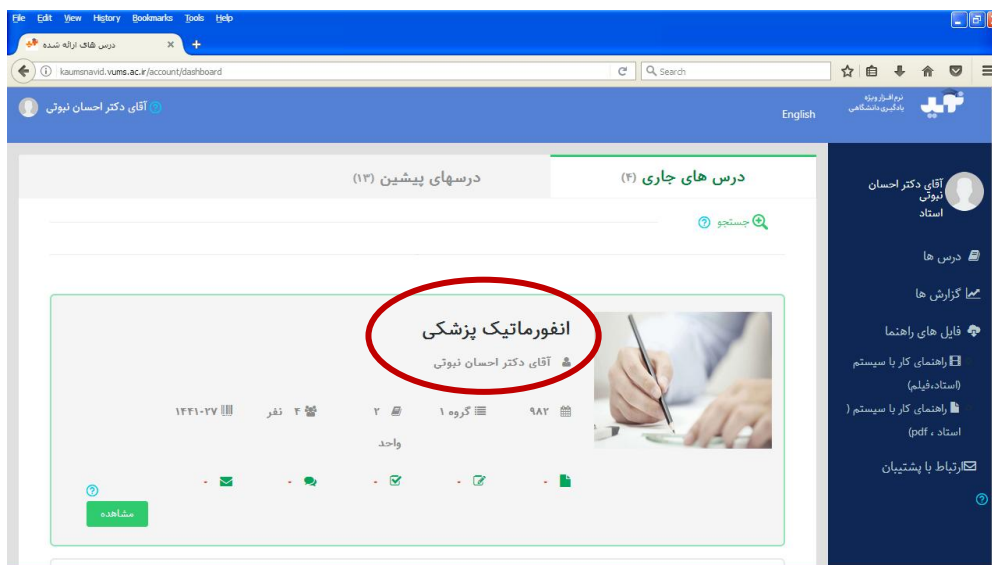 File Edit View History Bookmarks Tools Help
درس های ارائه شده
kaumsnavid.vums.ac.ir/account/dashboard
Search
نرم افزار ویژه
یادگیری دانشگاهی
نوید
English
آقای دکتر احسان نبوتی
آقای دکتر احسان
نبوتی
استاد
درس ها
گزارش ها
فایل های راهنما
راهنمای کار با سیستم
(استاد،فیلم)
راهنمای کار با سیستم (
استاد ، pdf)
ارتباط با پشتیبان
درس های جاری (۴)
درسهای پیشین (۱۳)
جستجو
انفورماتیک پزشکی
آقای دکتر احسان نبوتی
۹۸۲ گروه ۱ ۲ واحد ۴ نفر ۱۴۴۱-۲۷
- - - - -
مشاهده